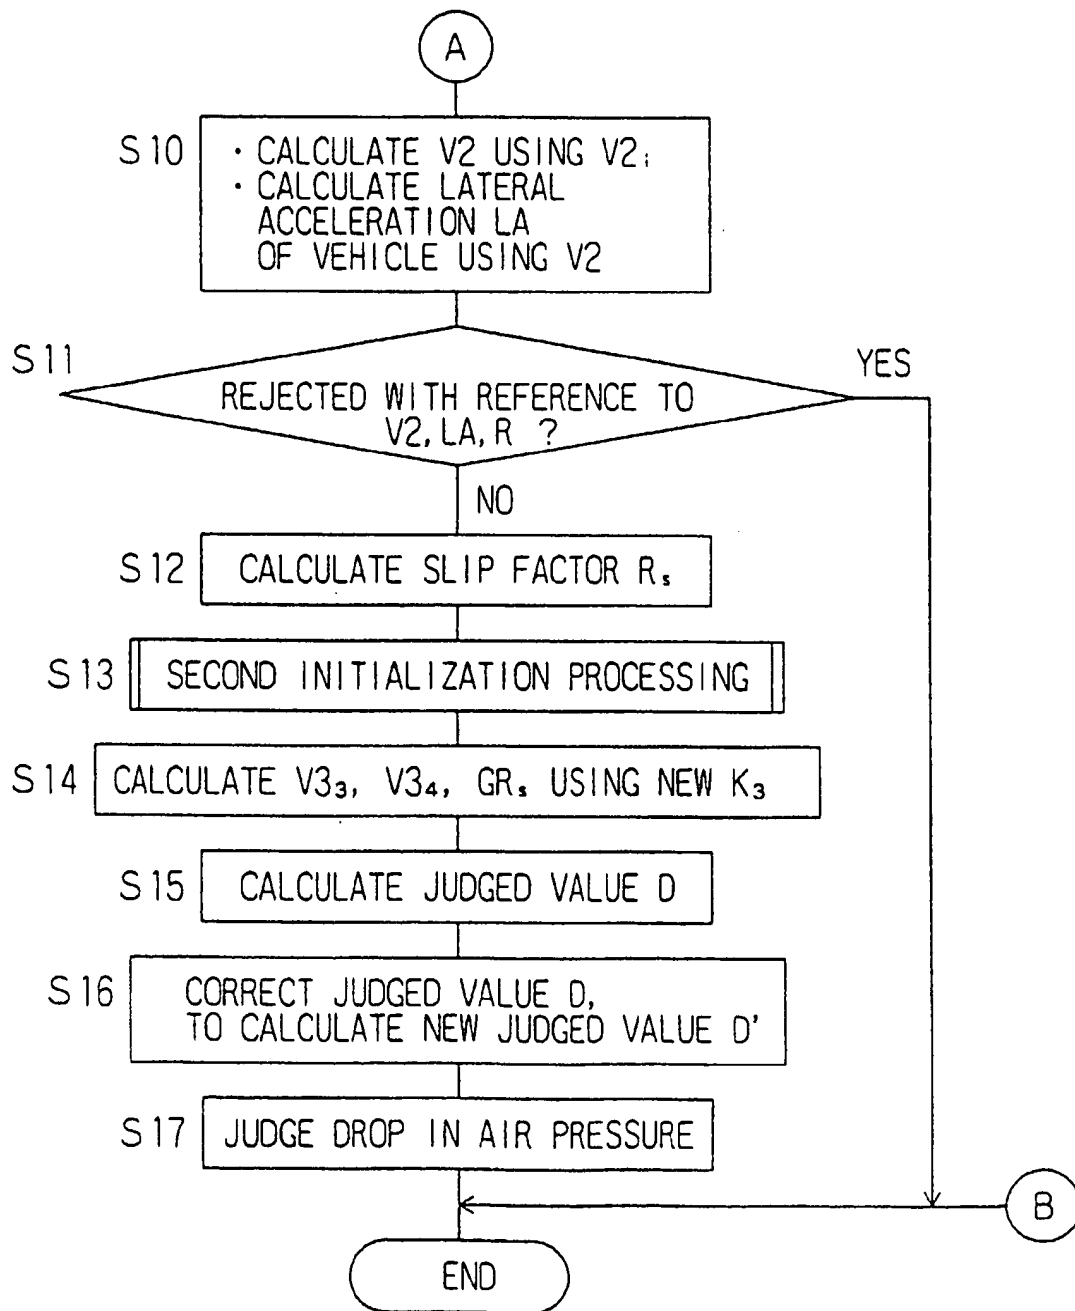 A
S10
· CALCULATE V2 USING V2i
· CALCULATE LATERAL
ACCELERATION LA
OF VEHICLE USING V2
S11
YES
REJECTED WITH REFERENCE TO
V2, LA, R ?
NO
S12
CALCULATE SLIP FACTOR Rs
S13
SECOND INITIALIZATION PROCESSING
S14
CALCULATE V3₃, V3₄, GRs USING NEW K₃
S15
CALCULATE JUDGED VALUE D
S16
CORRECT JUDGED VALUE D,
TO CALCULATE NEW JUDGED VALUE D'
S17
JUDGE DROP IN AIR PRESSURE
B
END